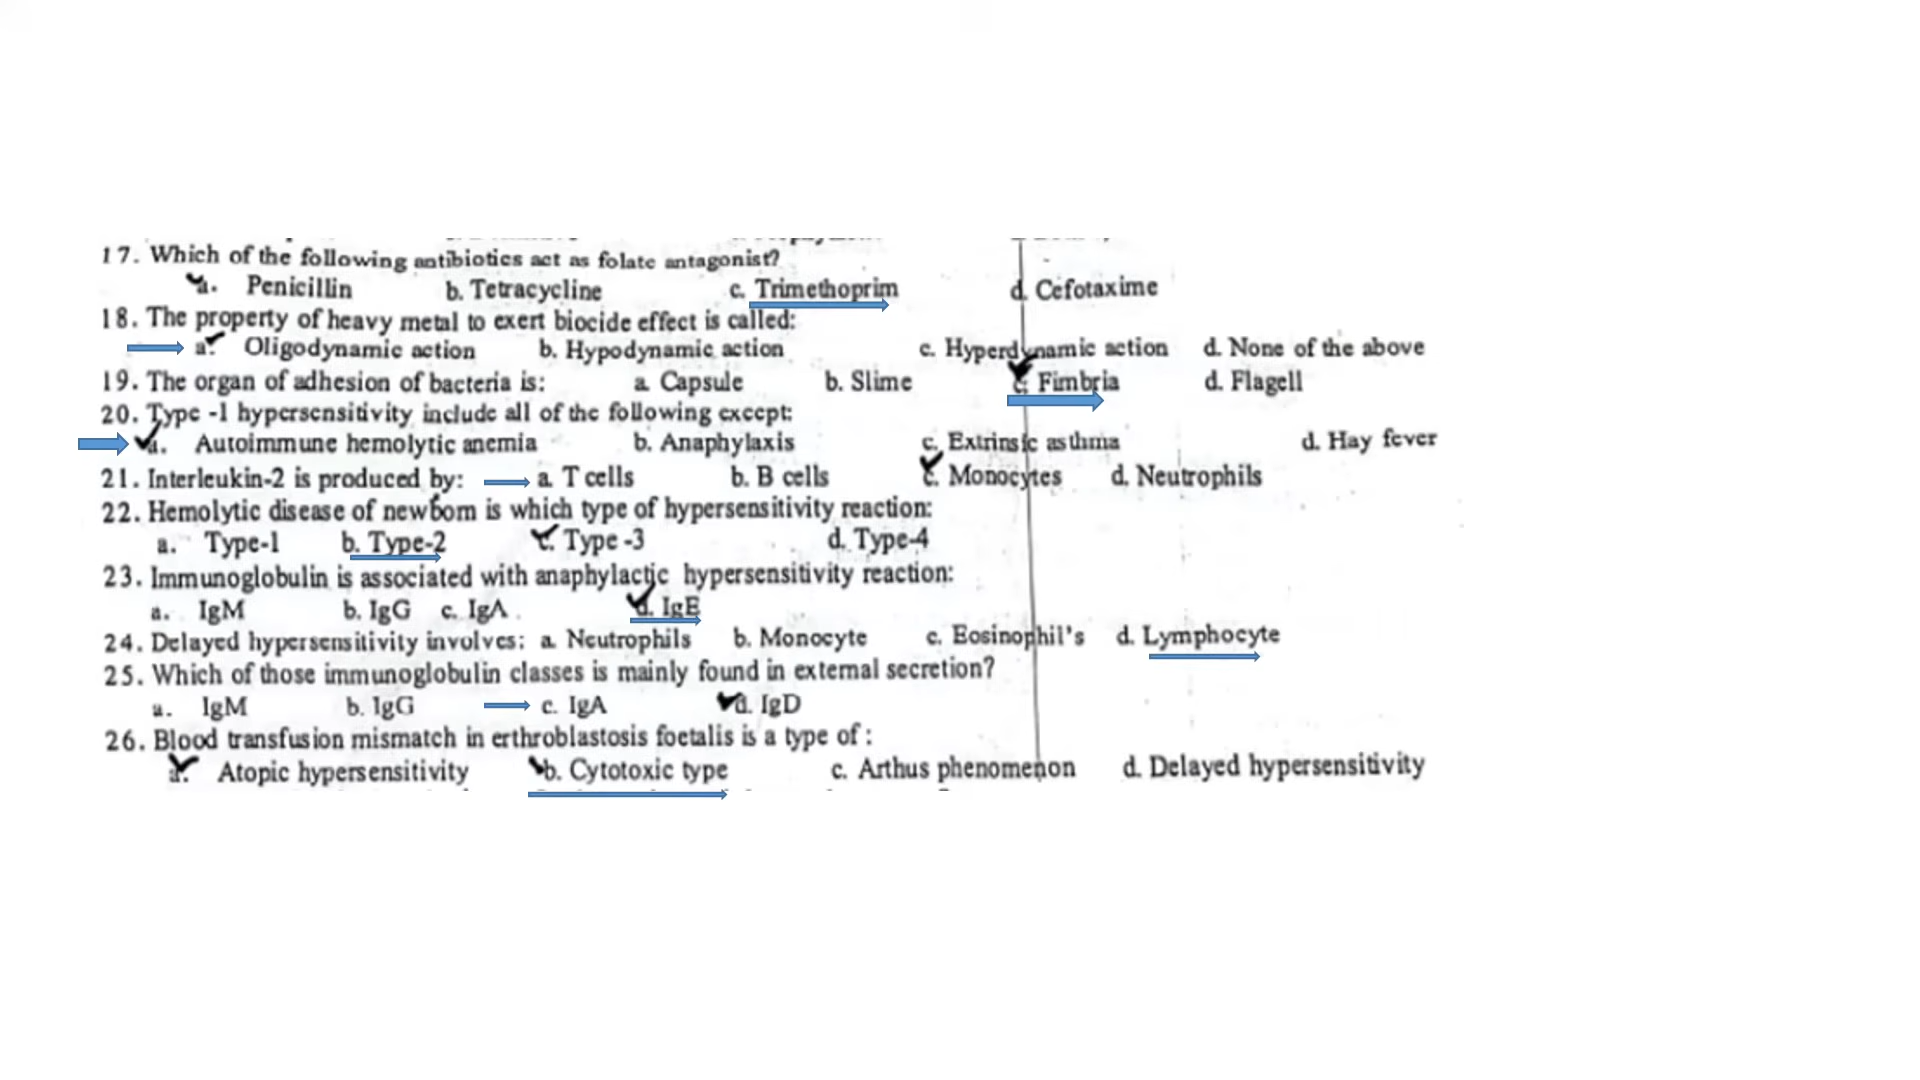 17. Which of the following antibiotics act as folate antagonist?
a. Penicillin b. Tetracycline c. Trimethoprim d. Cefotaxime
18. The property of heavy metal to exert biocide effect is called:
a. Oligodynamic action b. Hypodynamic action c. Hyperdynamic action d. None of the above
19. The organ of adhesion of bacteria is: a. Capsule b. Slime c. Fimbria d. Flagell
20. Type -1 hypersensitivity include all of the following except:
a. Autoimmune hemolytic anemia b. Anaphylaxis c. Extrinsic asthma d. Hay fever
21. Interleukin-2 is produced by: a. T cells b. B cells c. Monocytes d. Neutrophils
22. Hemolytic disease of newborn is which type of hypersensitivity reaction:
a. Type-1 b. Type-2 c. Type -3 d. Type-4
23. Immunoglobulin is associated with anaphylactic hypersensitivity reaction:
a. IgM b. IgG c. IgA d. IgE
24. Delayed hypersensitivity involves: a. Neutrophils b. Monocyte c. Eosinophil's d. Lymphocyte
25. Which of those immunoglobulin classes is mainly found in external secretion?
a. IgM b. IgG c. IgA d. IgD
26. Blood transfusion mismatch in erthroblastosis foetalis is a type of :
a. Atopic hypersensitivity b. Cytotoxic type c. Arthus phenomenon d. Delayed hypersensitivity